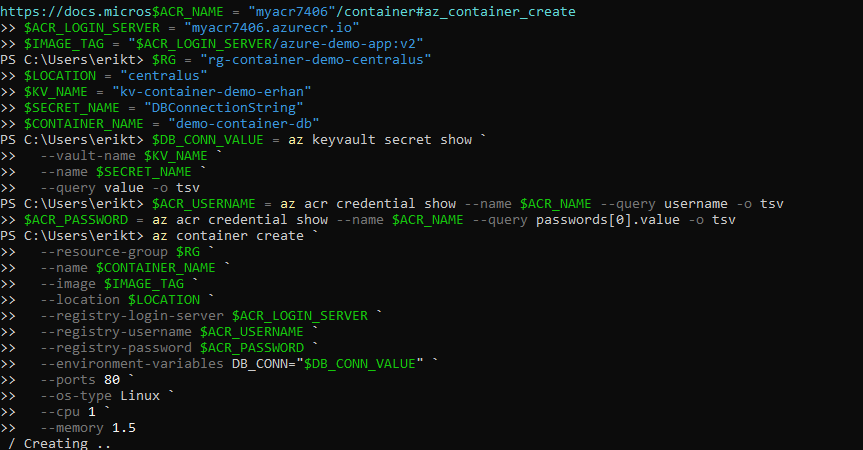 https://docs.micros$ACR_NAME = "myacr7406"/container#az_container_create
>> $ACR_LOGIN_SERVER = "myacr7406.azurecr.io"
>> $IMAGE_TAG = "$ACR_LOGIN_SERVER/azure-demo-app:v2"
PS C:\Users\erikt> $RG = "rg-container-demo-centralus"
>> $LOCATION = "centralus"
>> $KV_NAME = "kv-container-demo-erhan"
>> $SECRET_NAME = "DBConnectionString"
>> $CONTAINER_NAME = "demo-container-db"
PS C:\Users\erikt> $DB_CONN_VALUE = az keyvault secret show `
>>   --vault-name $KV_NAME `
>>   --name $SECRET_NAME `
>>   --query value -o tsv
PS C:\Users\erikt> $ACR_USERNAME = az acr credential show --name $ACR_NAME --query username -o tsv
>> $ACR_PASSWORD = az acr credential show --name $ACR_NAME --query passwords[0].value -o tsv
PS C:\Users\erikt> az container create `
>>   --resource-group $RG `
>>   --name $CONTAINER_NAME `
>>   --image $IMAGE_TAG `
>>   --location $LOCATION `
>>   --registry-login-server $ACR_LOGIN_SERVER `
>>   --registry-username $ACR_USERNAME `
>>   --registry-password $ACR_PASSWORD `
>>   --environment-variables DB_CONN="$DB_CONN_VALUE" `
>>   --ports 80 `
>>   --os-type Linux `
>>   --cpu 1 `
>>   --memory 1.5
 / Creating ..